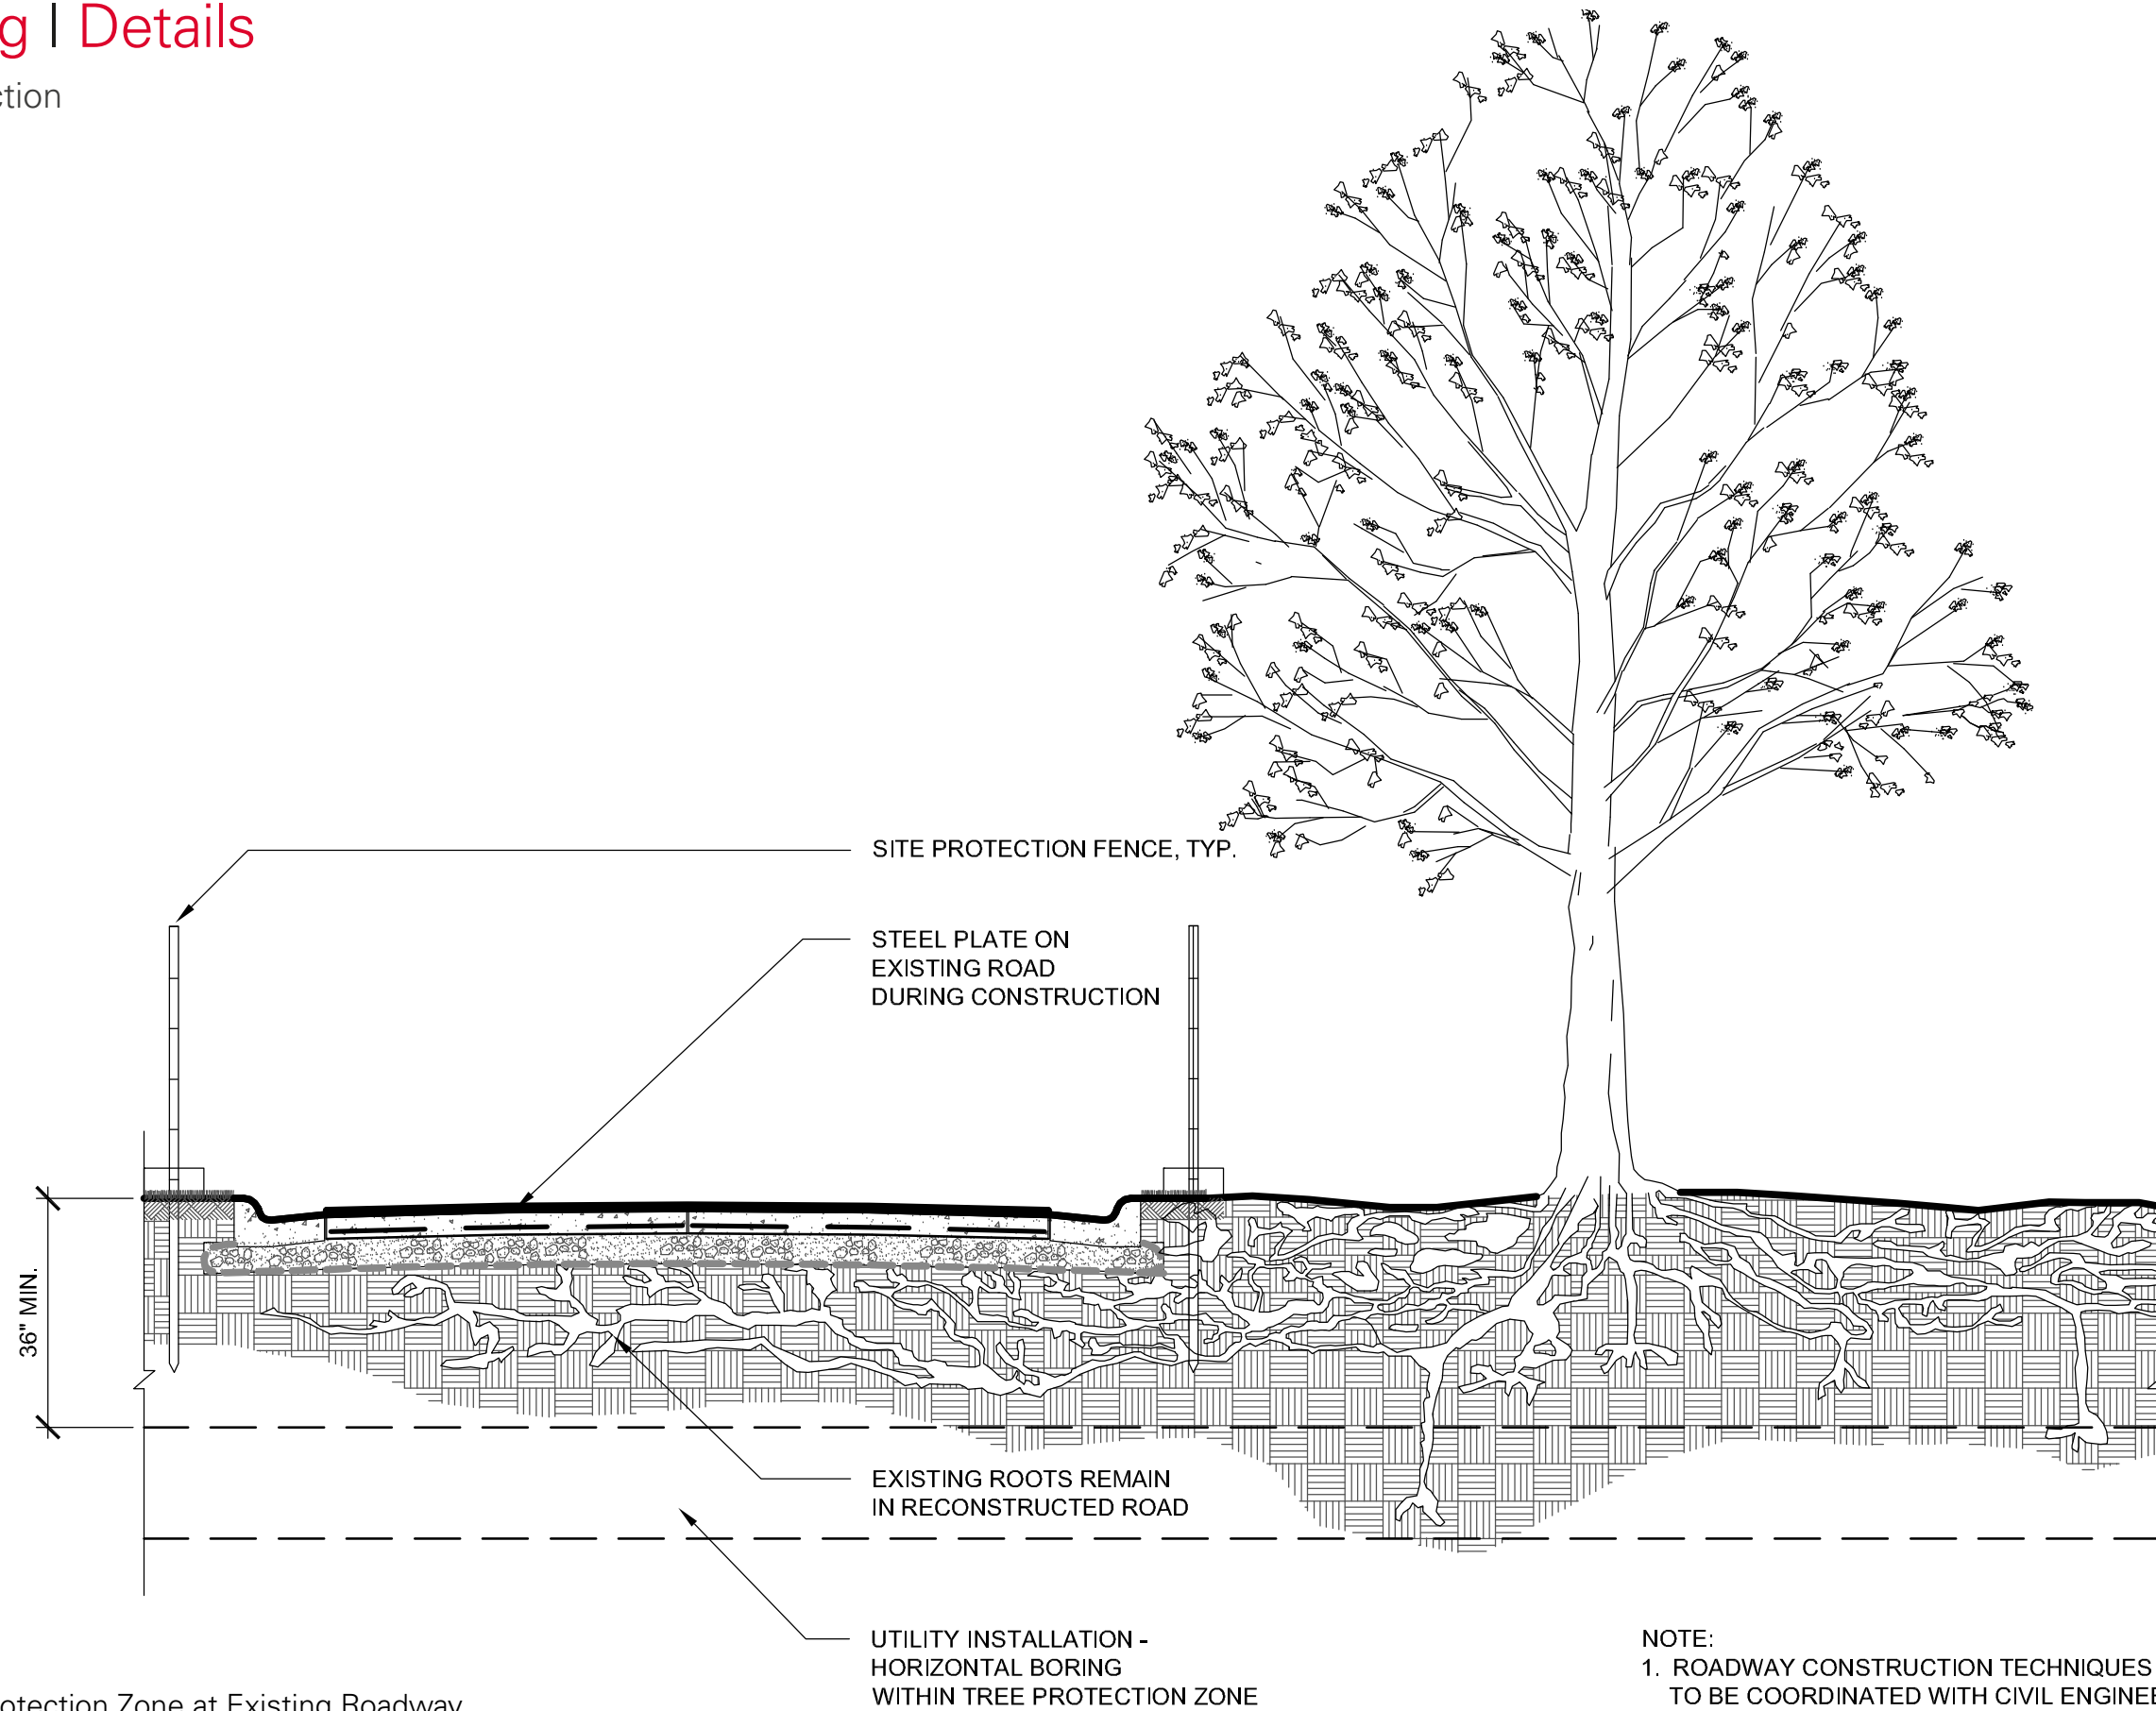 g | Details
ction
SITE PROTECTION FENCE, TYP.
STEEL PLATE ON
EXISTING ROAD
DURING CONSTRUCTION
36" MIN.
EXISTING ROOTS REMAIN
IN RECONSTRUCTED ROAD
UTILITY INSTALLATION -
HORIZONTAL BORING
WITHIN TREE PROTECTION ZONE
NOTE:
1. ROADWAY CONSTRUCTION TECHNIQUES
TO BE COORDINATED WITH CIVIL ENGINEE
otection Zone at Existing Roadway